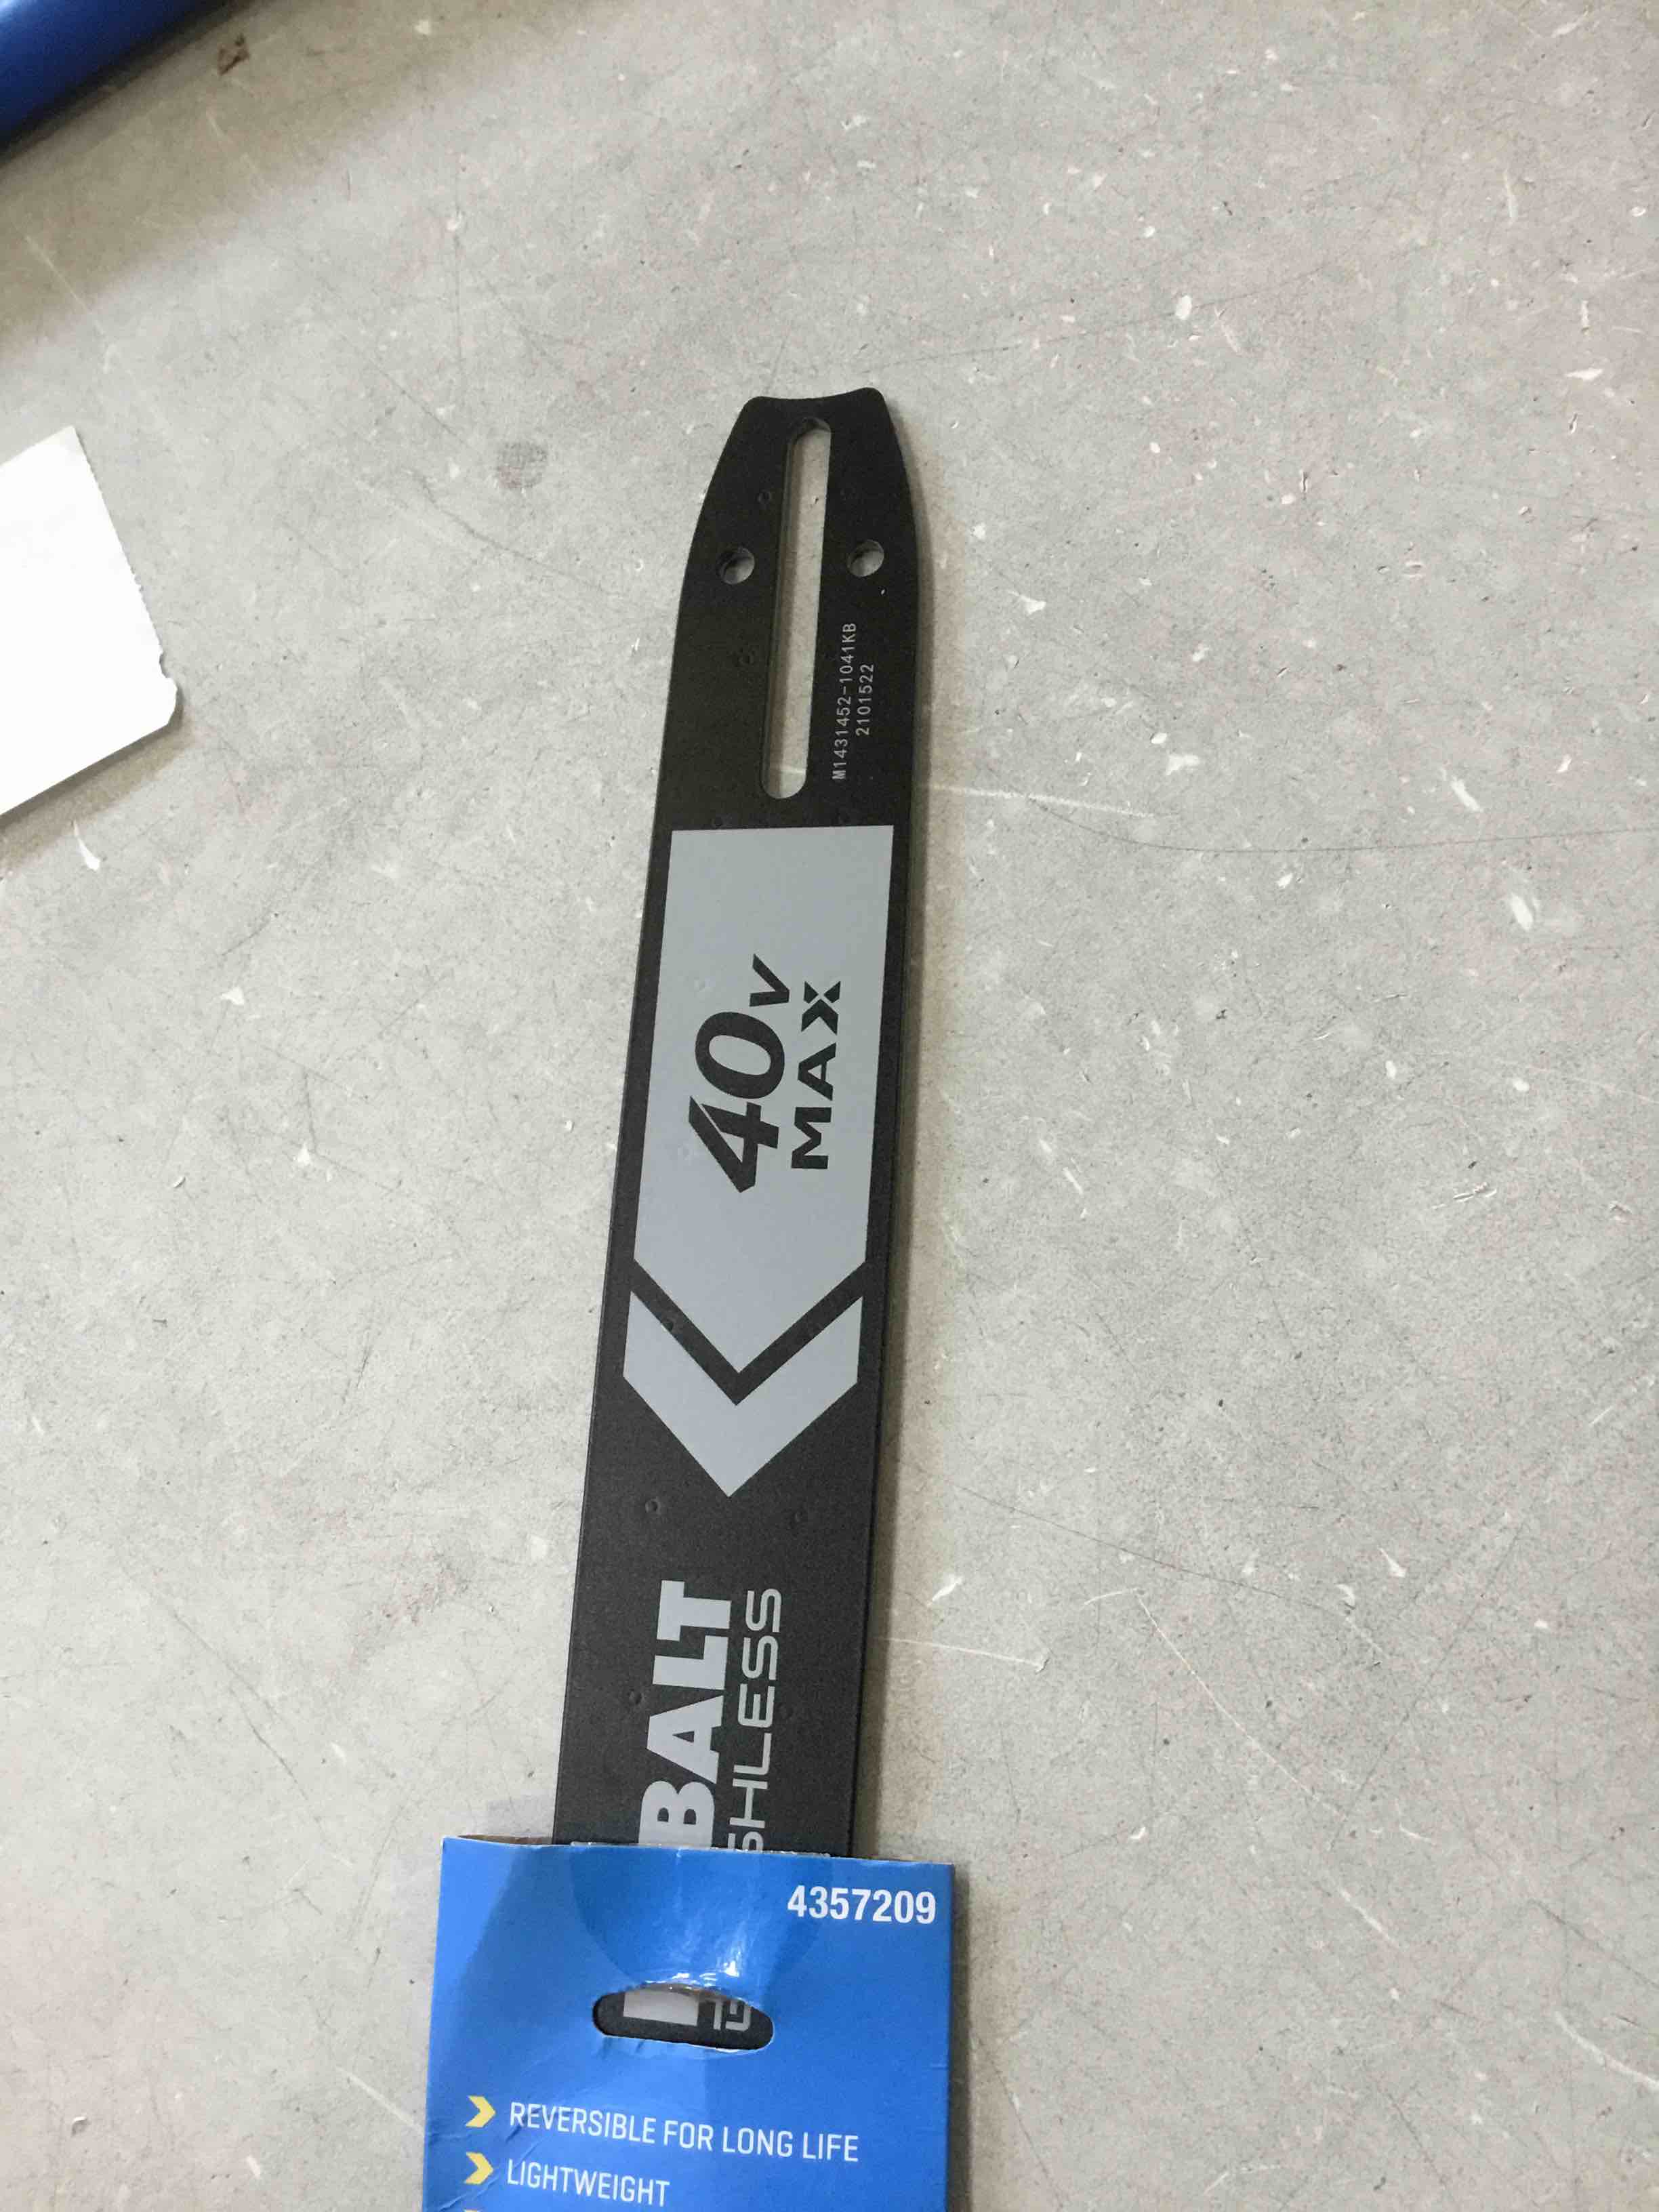 M1431452-1041KB
2101522
40V
MAX
BALT
SHLESS
4357209
REVERSIBLE FOR LONG LIFE
LIGHTWEIGHT